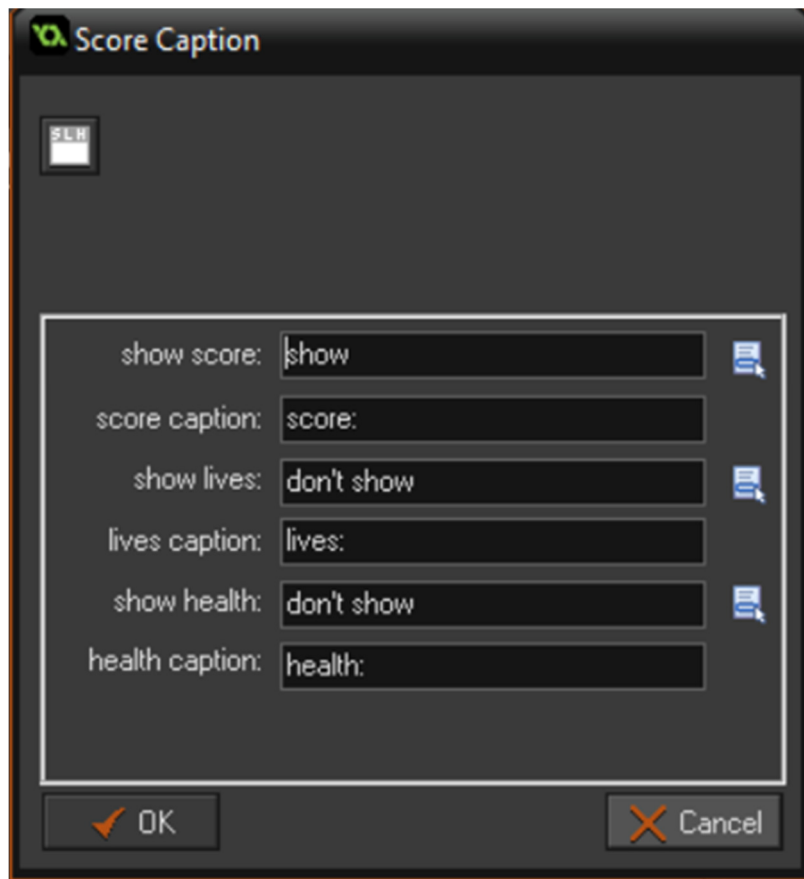 Score Caption
SLH
show score: show
score caption: score:
show lives: don't show
lives caption: lives:
show health: don't show
health caption: health:
OK Cancel